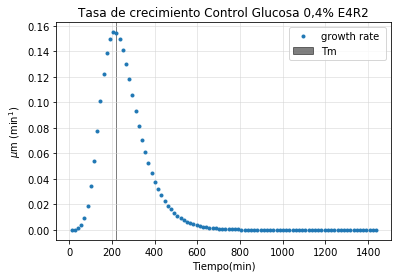 Tasa de crecimiento Control Glucosa 0,4% E4R2
growth rate
Tm
μm (min¹)
0.16
0.14
0.12
0.10
0.08
0.06
0.04
0.02
0.00
0 200 400 600 800 1000 1200 1400
Tiempo(min)